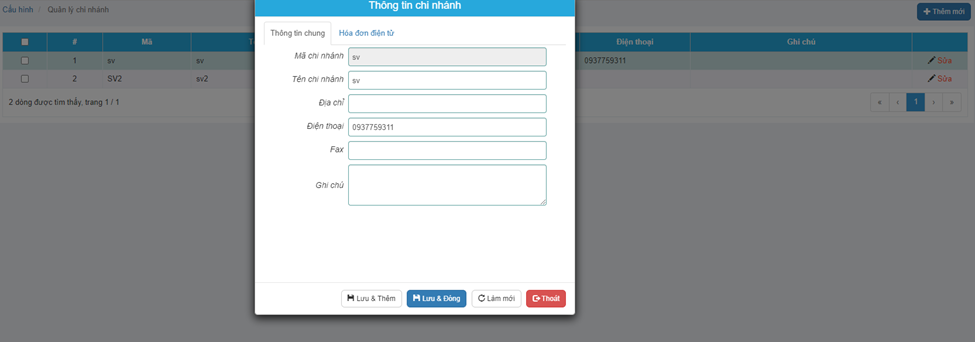 Thông tin chi nhánh
Cấu hình / Quản lý chi nhánh
Thêm mới
Thông tin chung Hóa đơn điện tử
# Mã Điện thoại Ghi chú
1 sv sv 0937759311 Sửa
2 SV2 sv2 Sửa
2 dòng được tìm thấy, trang 1 / 1
« ‹ 1 › »
Mã chi nhánh sv
Tên chi nhánh sv
Địa chỉ
Điện thoại 0937759311
Fax
Ghi chú
Lưu & Thêm Lưu & Đóng Làm mới Thoát